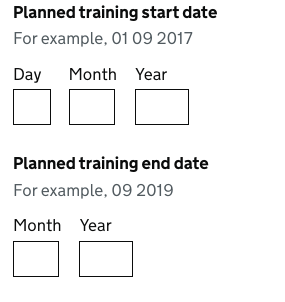 Planned training start date
For example, 01 09 2017
Day Month Year
Planned training end date
For example, 09 2019
Month Year